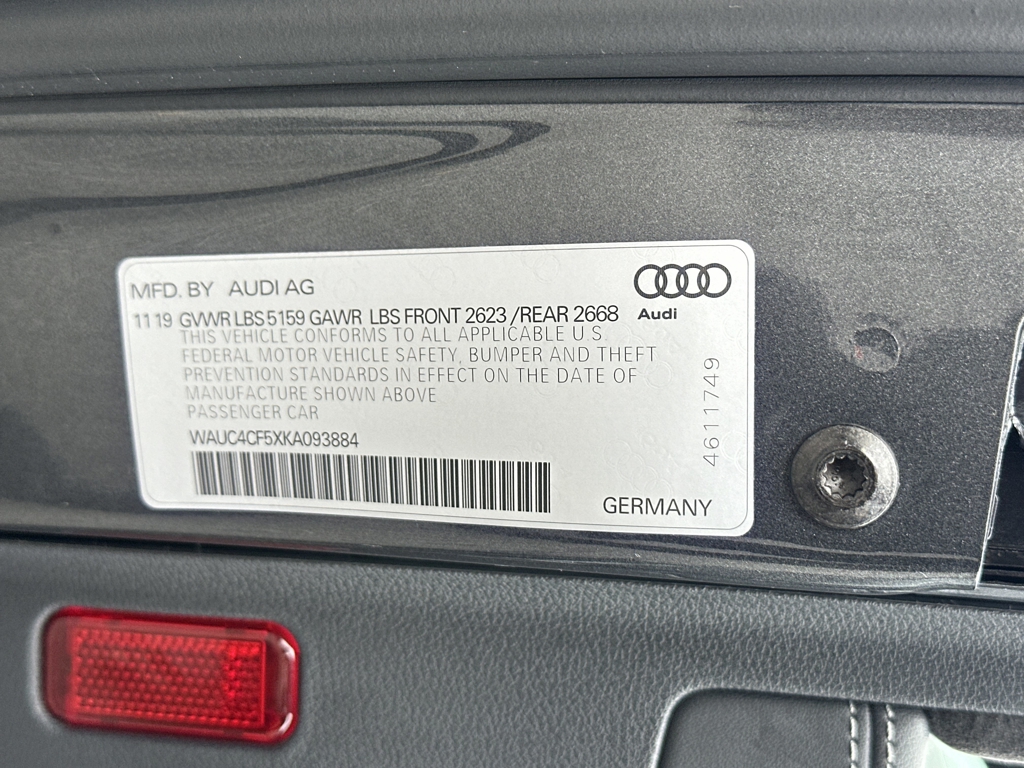 MFD. BY AUDI AG
Audi
11 19 GVWR LBS 5159 GAWR LBS FRONT 2623 /REAR 2668
THIS VEHICLE CONFORMS TO ALL APPLICABLE U.S.
FEDERAL MOTOR VEHICLE SAFETY, BUMPER AND THEFT
PREVENTION STANDARDS IN EFFECT ON THE DATE OF
MANUFACTURE SHOWN ABOVE
PASSENGER CAR
WAUC4CF5XKA093884
4611749
GERMANY